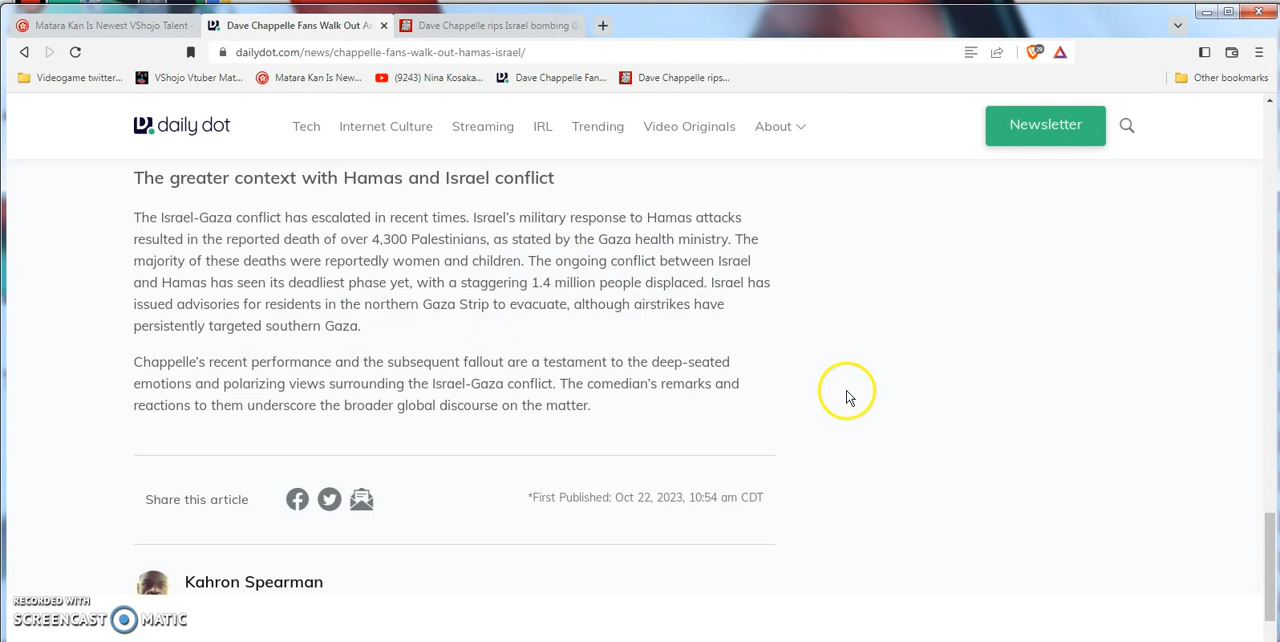 Matara Kan Is Newest VShojo Talent -
Dave Chappelle Fans Walk Out Ar
Dave Chappelle rips Israel bombing G
dailydot.com/news/chappelle-fans-walk-out-hamas-israel/
Videogame twitter...
VShojo Vtuber Mat...
Matara Kan Is New...
(9243) Nina Kosaka...
Dave Chappelle Fan...
Dave Chappelle rips...
Other bookmarks
daily dot
Tech
Internet Culture
Streaming
IRL
Trending
Video Originals
About
Newsletter
The greater context with Hamas and Israel conflict
The Israel-Gaza conflict has escalated in recent times. Israel's military response to Hamas attacks
resulted in the reported death of over 4,300 Palestinians, as stated by the Gaza health ministry. The
majority of these deaths were reportedly women and children. The ongoing conflict between Israel
and Hamas has seen its deadliest phase yet, with a staggering 1.4 million people displaced. Israel has
issued advisories for residents in the northern Gaza Strip to evacuate, although airstrikes have
persistently targeted southern Gaza.
Chappelle's recent performance and the subsequent fallout are a testament to the deep-seated
emotions and polarizing views surrounding the Israel-Gaza conflict. The comedian's remarks and
reactions to them underscore the broader global discourse on the matter.
Share this article
*First Published: Oct 22, 2023, 10:54 am CDT
Kahron Spearman
RECORDED WITH
SCREENCAST MATIC